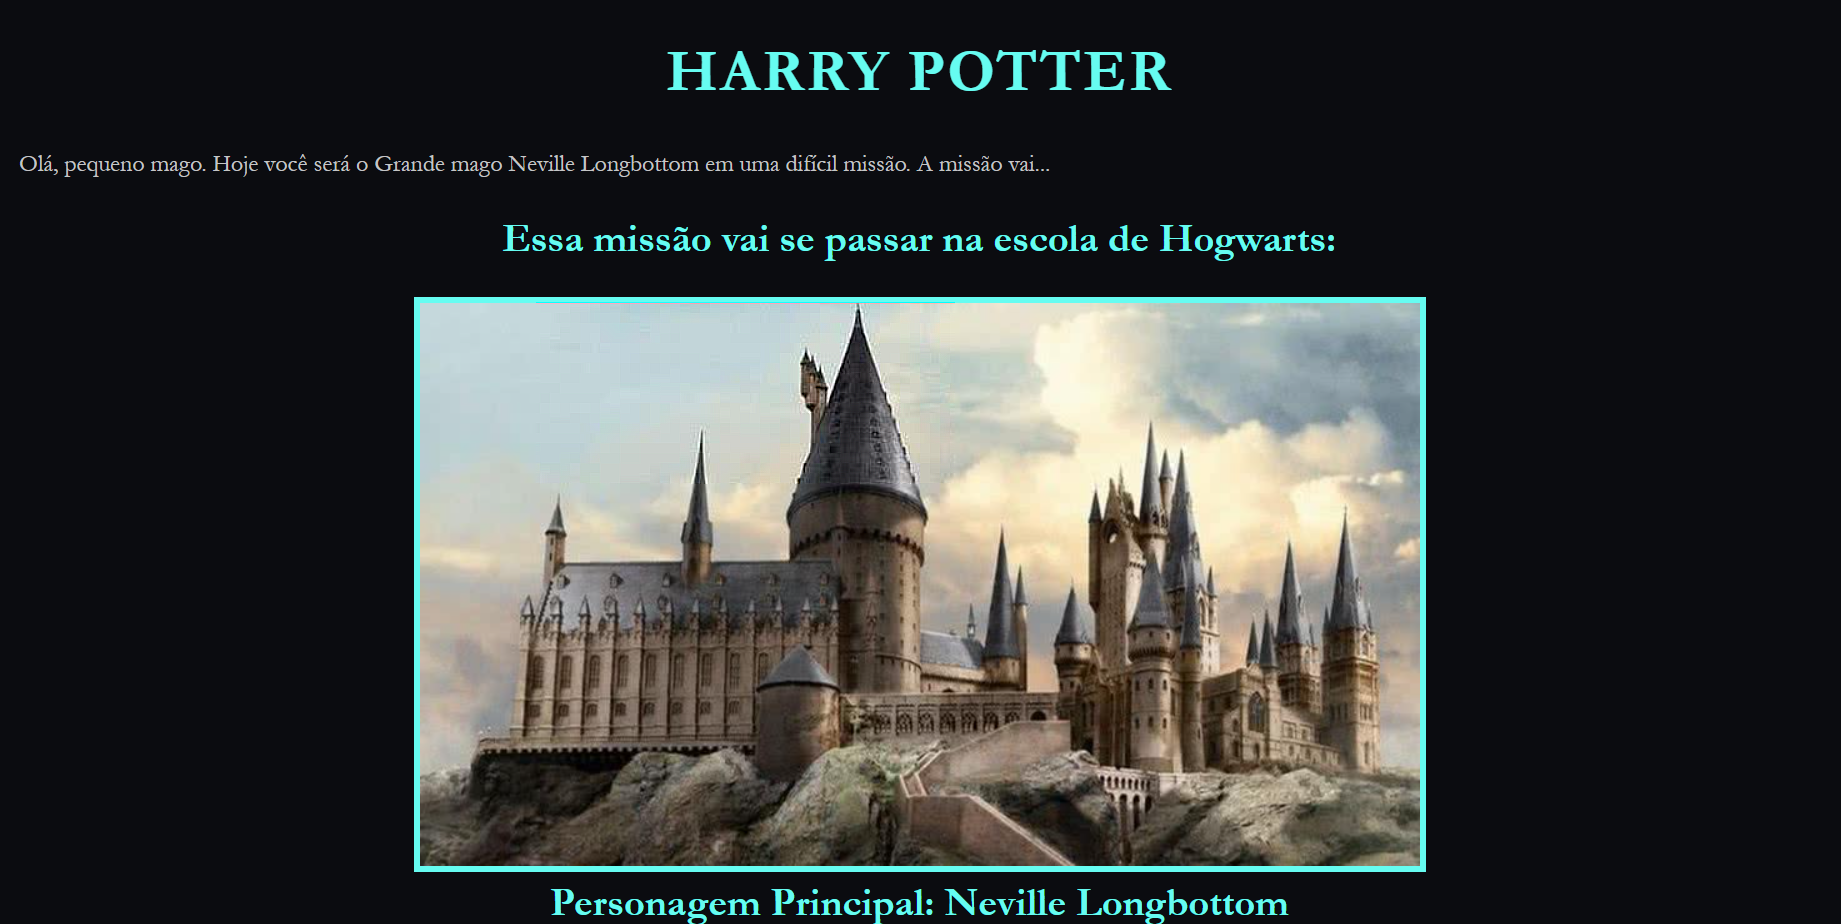 HARRY POTTER
Olá, pequeno mago. Hoje você será o Grande mago Neville Longbottom em uma difícil missão. A missão vai...
Essa missão vai se passar na escola de Hogwarts:
Personagem Principal: Neville Longbottom